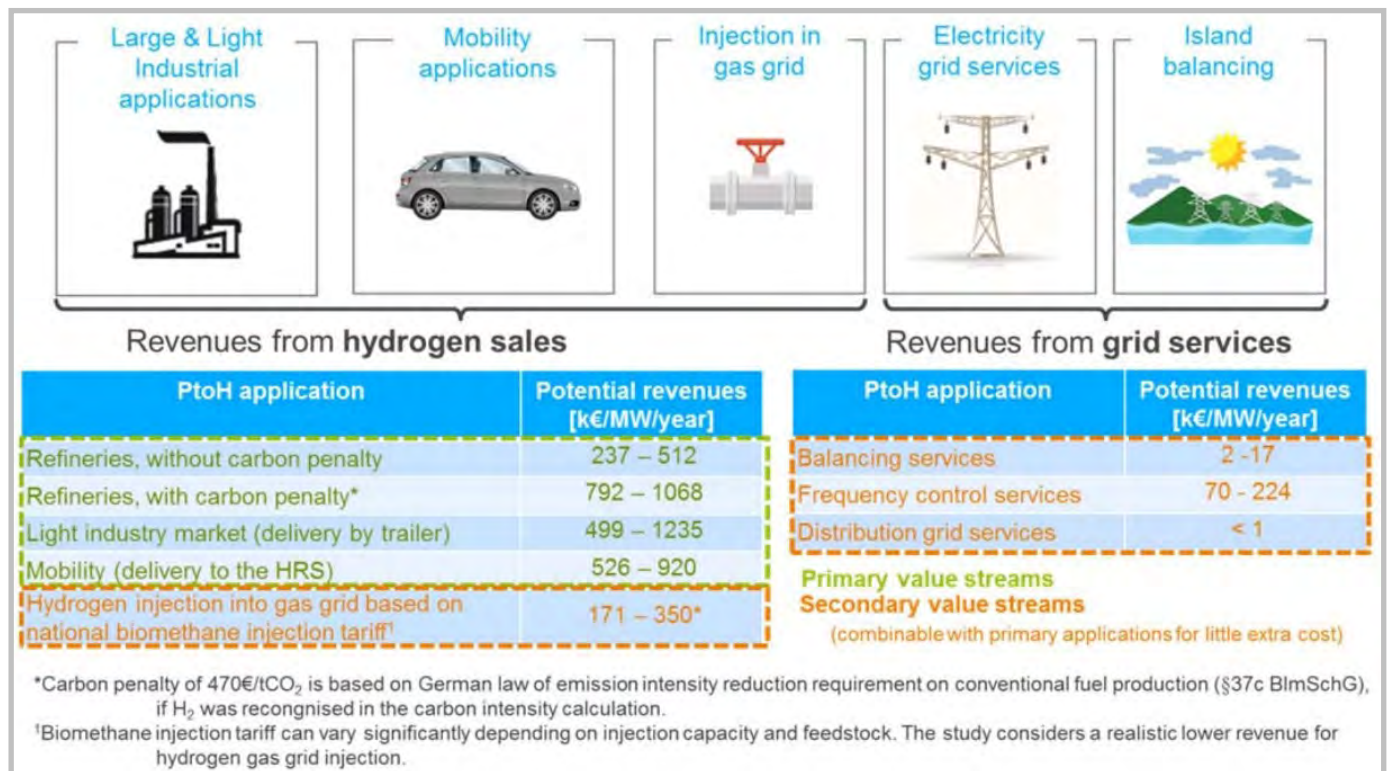 Large & Light
Industrial
applications
Mobility
applications
Injection in
gas grid
Electricity
grid services
Island
balancing
Revenues from hydrogen sales
Revenues from grid services
PtoH application
Potential revenues
[k€/MW/year]
Refineries, without carbon penalty
237 – 512
Refineries, with carbon penalty*
792 – 1068
Light industry market (delivery by trailer)
499 – 1235
Mobility (delivery to the HRS)
526 – 920
Hydrogen injection into gas grid based on
national biomethane injection tariff¹
171 – 350*
PtoH application
Potential revenues
[k€/MW/year]
Balancing services
2 -17
Frequency control services
70 - 224
Distribution grid services
< 1
Primary value streams
Secondary value streams
(combinable with primary applications for little extra cost)
*Carbon penalty of 470€/tCO₂ is based on German law of emission intensity reduction requirement on conventional fuel production (§37c BImSchG),
if H₂ was recongnised in the carbon intensity calculation.
¹Biomethane injection tariff can vary significantly depending on injection capacity and feedstock. The study considers a realistic lower revenue for
hydrogen gas grid injection.